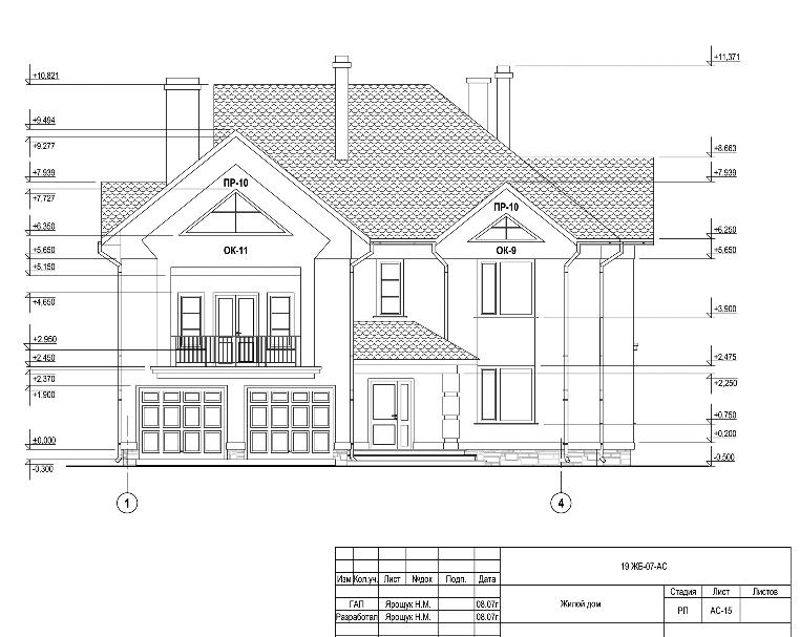 +10,821
+9.494
+9.277
+7.939
+7.727
+6.350
+5.650
+5.150
+4.650
+2.950
+2.450
+2.370
+1.900
+0.000
-0.300
ПР-10
ОК-11
ПР-10
ОК-9
+11,371
+8.663
+7.939
+6.250
+5.650
+3.900
+2.475
+2,250
+0.750
+0.200
-0.500
1
4
19 ЖБ-07-АС
Изм Кол.уч. Лист №док Подп. Дата
Жилой дом
Стадия Лист Листов
ГАП Ярощук Н.М. 08.07г
РП АС-15
Разработал Ярощук Н.М. 08.07г